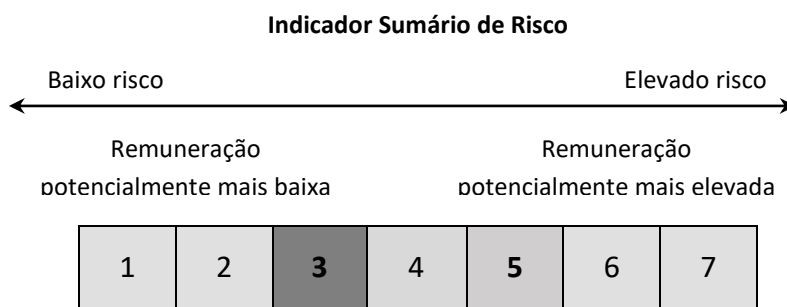 Indicador Sumário de Risco
Baixo risco Elevado risco
Remuneração Remuneração
potencialmente mais baixa potencialmente mais elevada
1 2 3 4 5 6 7